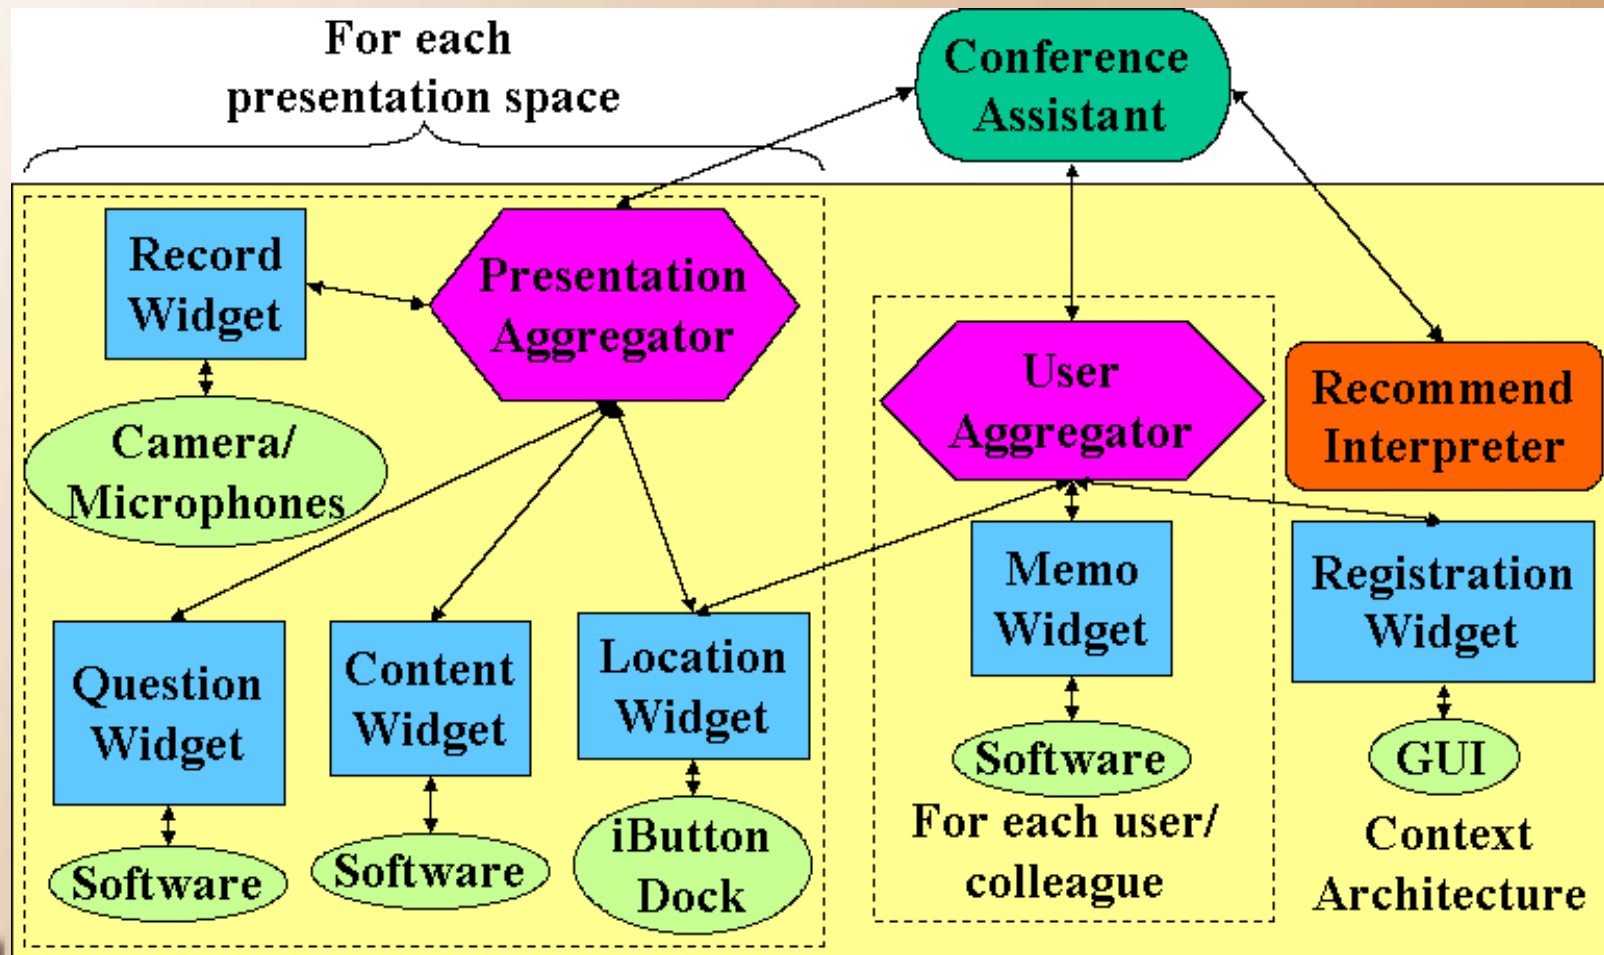 For each
presentation space
Conference
Assistant
Record
Widget
Presentation
Aggregator
User
Aggregator
Recommend
Interpreter
Camera/
Microphones
Question
Widget
Content
Widget
Location
Widget
Memo
Widget
Registration
Widget
Software
Software
iButton
Dock
Software
GUI
For each user/
colleague
Context
Architecture